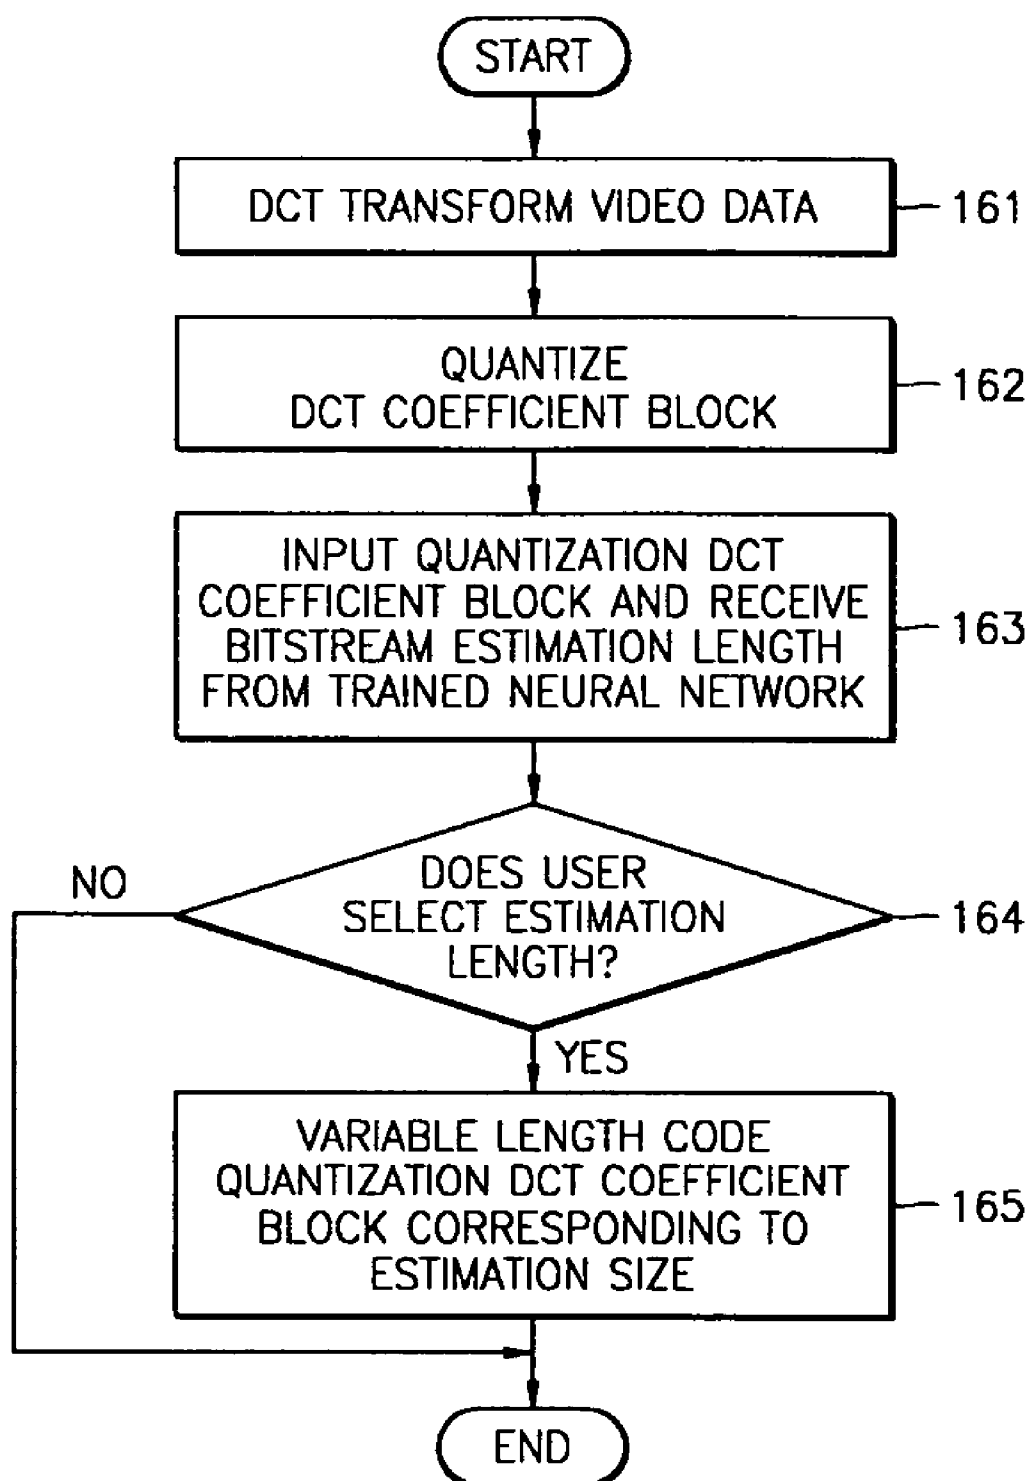 START
DCT TRANSFORM VIDEO DATA
161
QUANTIZE
DCT COEFFICIENT BLOCK
162
INPUT QUANTIZATION DCT
COEFFICIENT BLOCK AND RECEIVE
BITSTREAM ESTIMATION LENGTH
FROM TRAINED NEURAL NETWORK
163
DOES USER
SELECT ESTIMATION
LENGTH?
164
NO
YES
VARIABLE LENGTH CODE
QUANTIZATION DCT COEFFICIENT
BLOCK CORRESPONDING TO
ESTIMATION SIZE
165
END